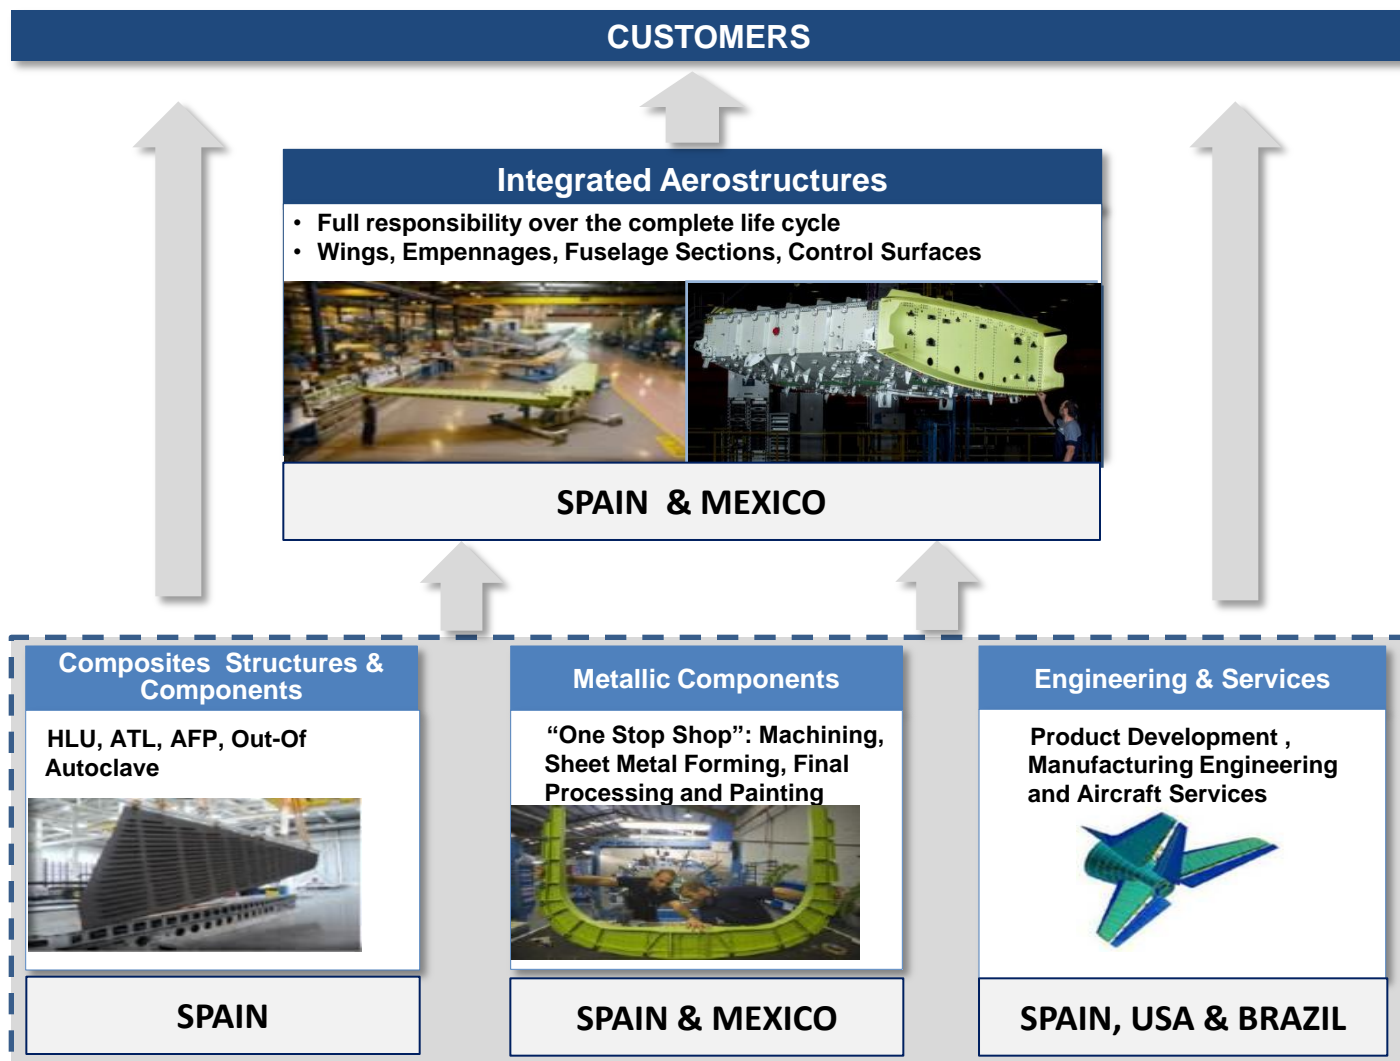 CUSTOMERS
Integrated Aerostructures
• Full responsibility over the complete life cycle
• Wings, Empennages, Fuselage Sections, Control Surfaces
SPAIN & MEXICO
Composites Structures &
Components
HLU, ATL, AFP, Out-Of
Autoclave
SPAIN
Metallic Components
“One Stop Shop”: Machining,
Sheet Metal Forming, Final
Processing and Painting
SPAIN & MEXICO
Engineering & Services
Product Development ,
Manufacturing Engineering
and Aircraft Services
SPAIN, USA & BRAZIL